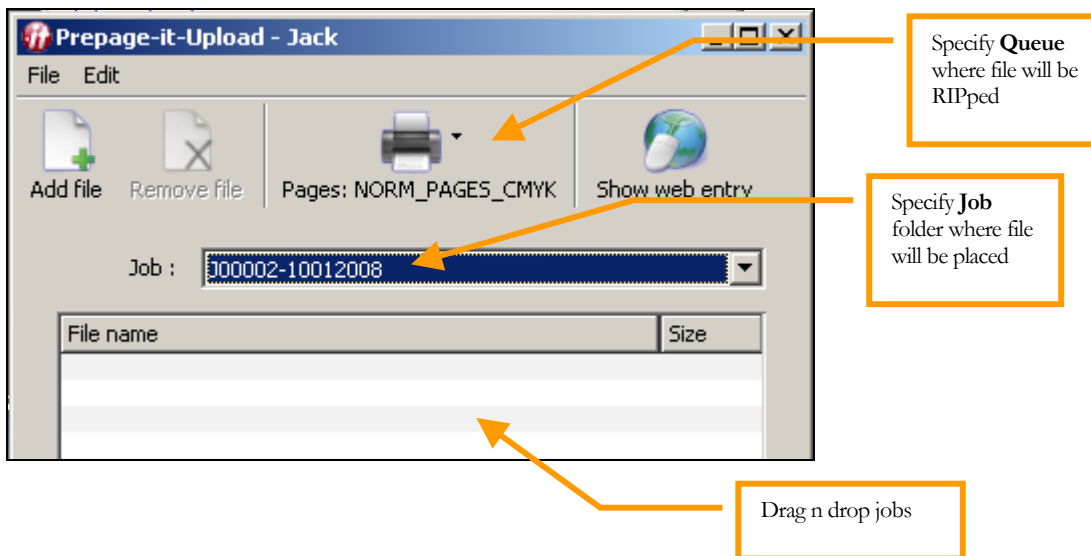 Prepage-it-Upload - Jack
File Edit
Add file
Remove file
Pages: NORM_PAGES_CMYK
Show web entry
Job :
J00002-10012008
File name
Size
Specify Queue
where file will be
RIPped
Specify Job
folder where file
will be placed
Drag n drop jobs